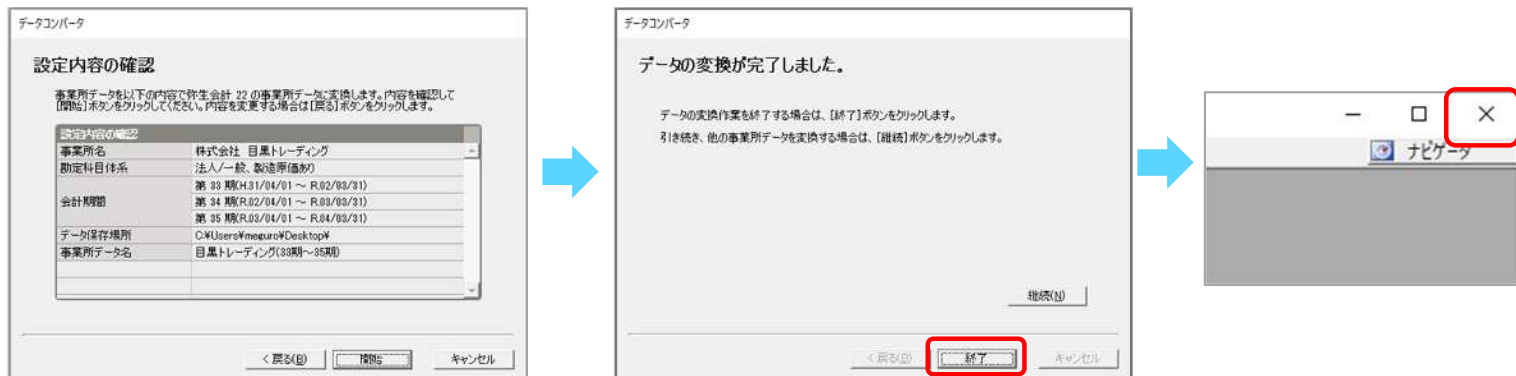 データコンバータ
設定内容の確認
事業所データを以下の内容で弥生会計 22 の事業所データに変換します。内容を確認して
[開始]ボタンをクリックしてください。内容を変更する場合は[戻る]ボタンをクリックします。
設定内容の確認
事業所名 株式会社 目黒トレーディング
勘定科目体系 法人/一般、製造原価あり
会計期間
第 33 期(H.31/04/01 ～ R.02/03/31)
第 34 期(R.02/04/01 ～ R.03/03/31)
第 35 期(R.03/04/01 ～ R.04/03/31)
データ保存場所 C:¥Users¥meguro¥Desktop¥
事業所データ名 目黒トレーディング(33期～35期)
< 戻る(B) 開始 キャンセル
データコンバータ
データの変換が完了しました。
データの変換作業を終了する場合は、[終了]ボタンをクリックします。
引き続き、他の事業所データを変換する場合は、[継続]ボタンをクリックします。
継続(N)
< 戻る(B) 終了 キャンセル
ナビゲータ